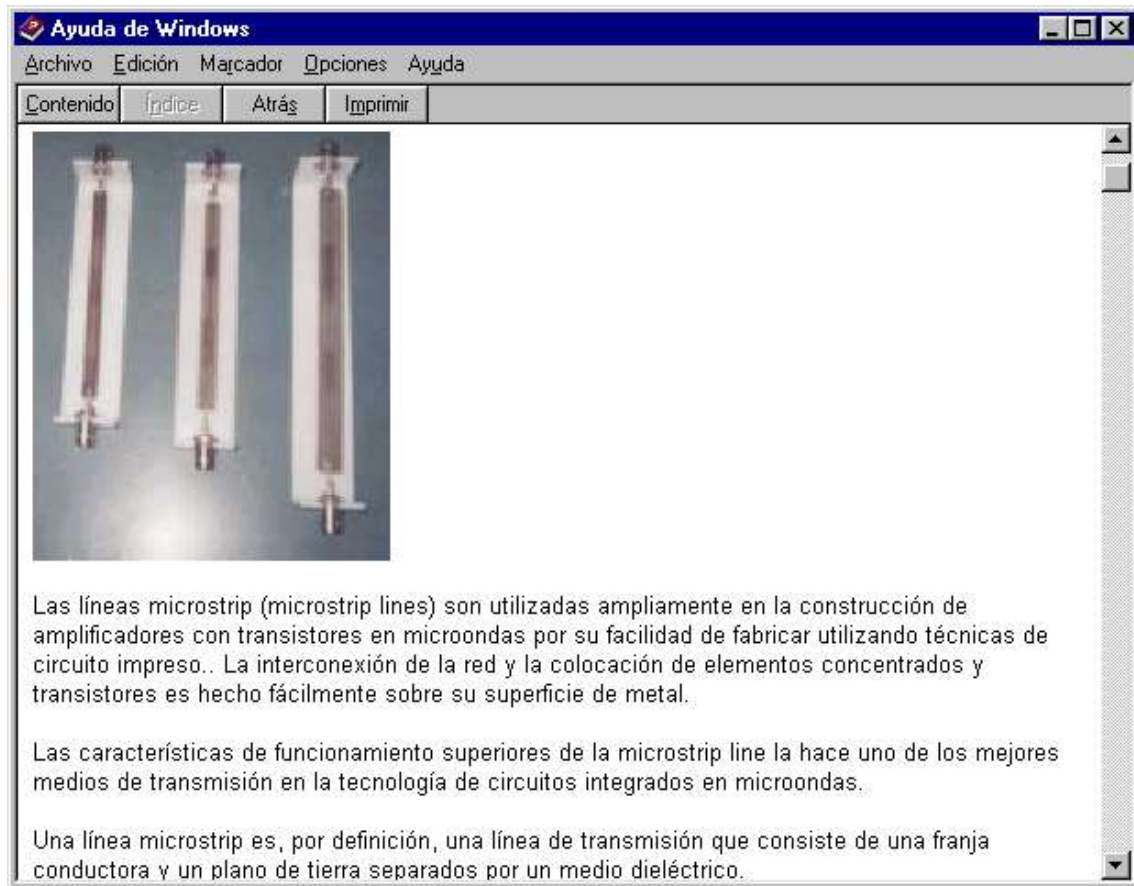 Ayuda de Windows
Archivo Edición Marcador Opciones Ayuda
Contenido Índice Atrás Imprimir
Las líneas microstrip (microstrip lines) son utilizadas ampliamente en la construcción de
amplificadores con transistores en microondas por su facilidad de fabricar utilizando técnicas de
circuito impreso.. La interconexión de la red y la colocación de elementos concentrados y
transistores es hecho fácilmente sobre su superficie de metal.
Las características de funcionamiento superiores de la microstrip line la hace uno de los mejores
medios de transmisión en la tecnología de circuitos integrados en microondas.
Una línea microstrip es, por definición, una línea de transmisión que consiste de una franja
conductora y un plano de tierra separados por un medio dieléctrico.